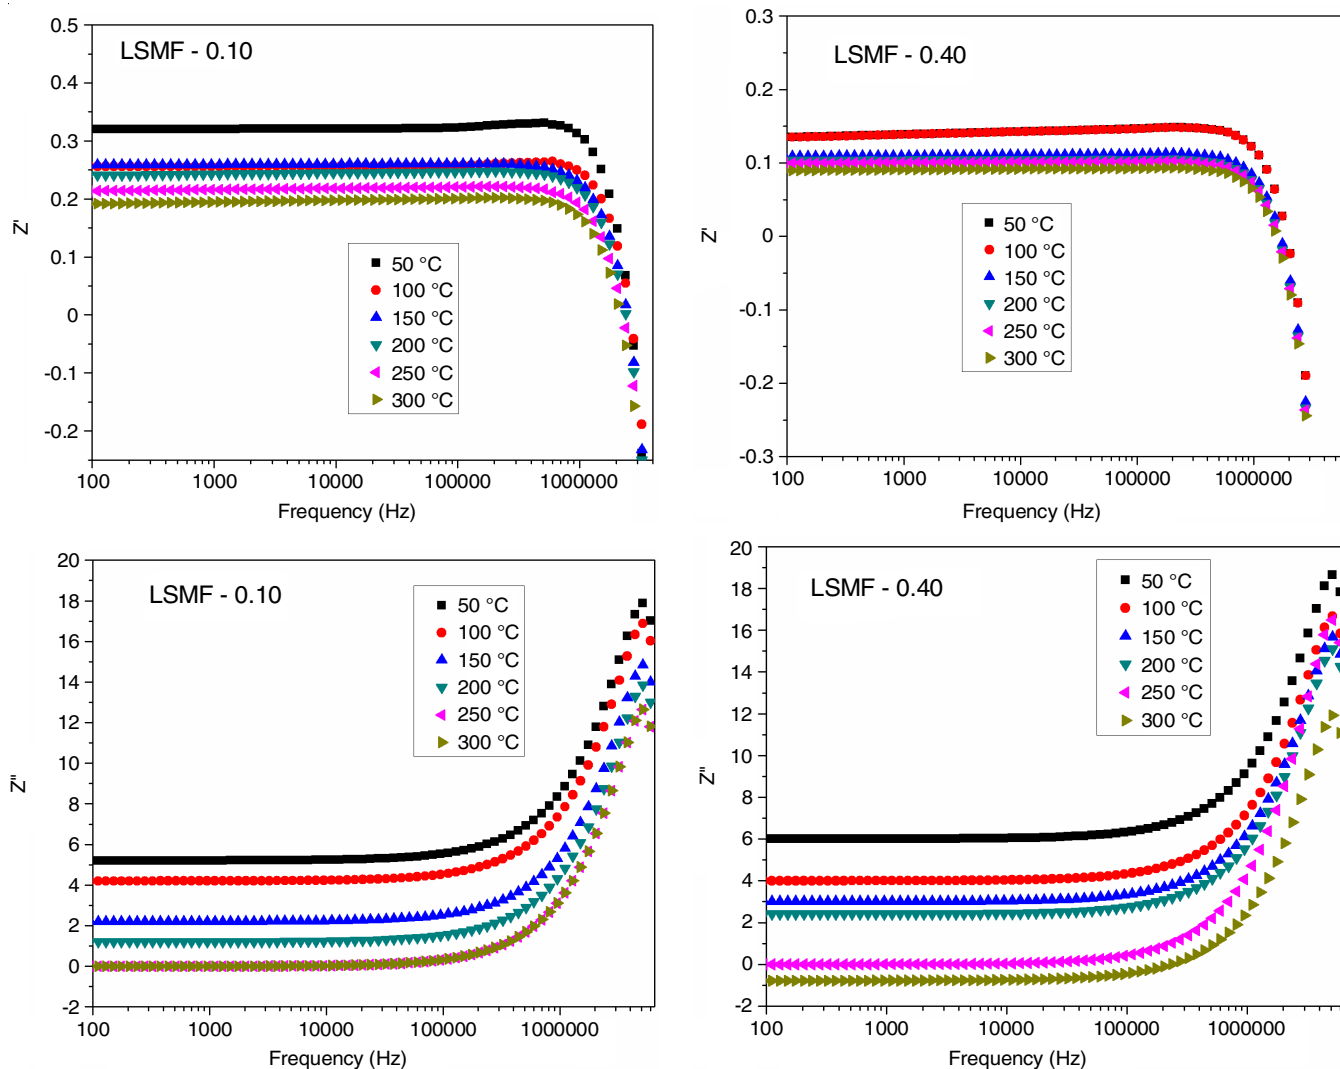 LSMF - 0.10
0.5
0.4
0.3
0.2
0.1
0
-0.1
-0.2
Z'
50 °C
100 °C
150 °C
200 °C
250 °C
300 °C
100 1000 10000 100000 1000000
Frequency (Hz)
LSMF - 0.40
0.3
0.2
0.1
0
-0.1
-0.2
-0.3
Z'
50 °C
100 °C
150 °C
200 °C
250 °C
300 °C
100 1000 10000 100000 1000000
Frequency (Hz)
LSMF - 0.10
20
18
16
14
12
10
8
6
4
2
0
-2
Z"
50 °C
100 °C
150 °C
200 °C
250 °C
300 °C
100 1000 10000 100000 1000000
Frequency (Hz)
LSMF - 0.40
20
18
16
14
12
10
8
6
4
2
0
-2
Z"
50 °C
100 °C
150 °C
200 °C
250 °C
300 °C
100 1000 10000 100000 1000000
Frequency (Hz)